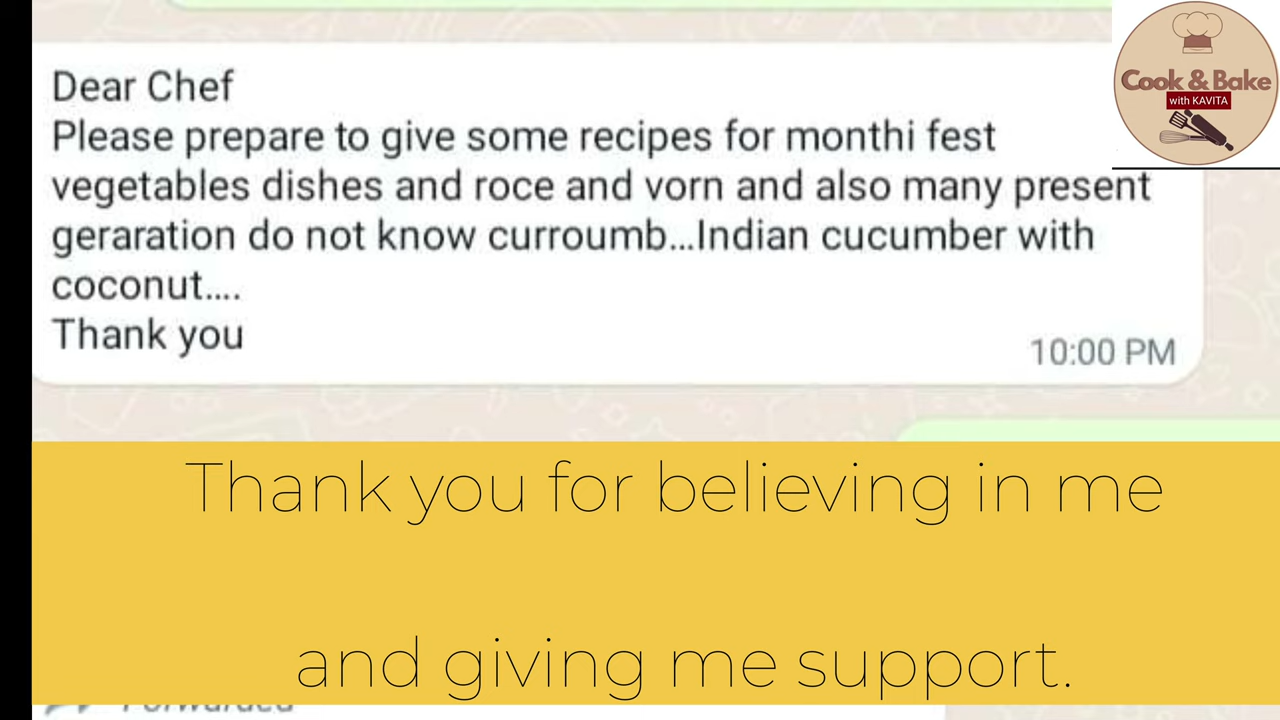 Dear Chef
Please prepare to give some recipes for monthi fest
vegetables dishes and roce and vorn and also many present
geraration do not know curroumb...Indian cucumber with
coconut....
Thank you
10:00 PM
Cook & Bake
with KAVITA
Thank you for believing in me
and giving me support.
Forwarded